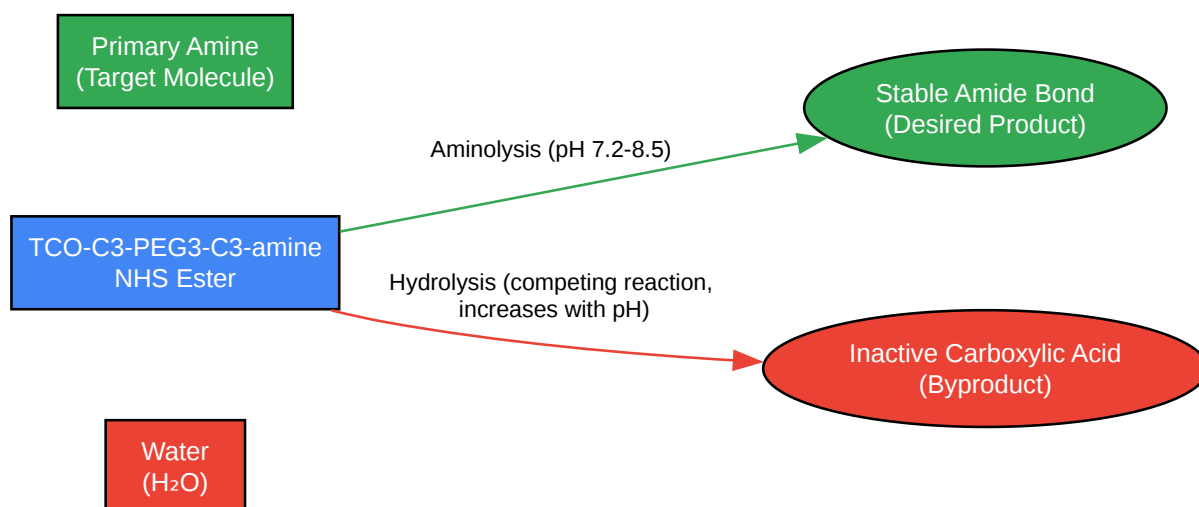 Primary Amine
(Target Molecule)
Stable Amide Bond
(Desired Product)
Aminolysis (pH 7.2-8.5)
TCO-C3-PEG3-C3-amine
NHS Ester
Hydrolysis (competing reaction,
increases with pH)
Inactive Carboxylic Acid
(Byproduct)
Water
(H₂O)